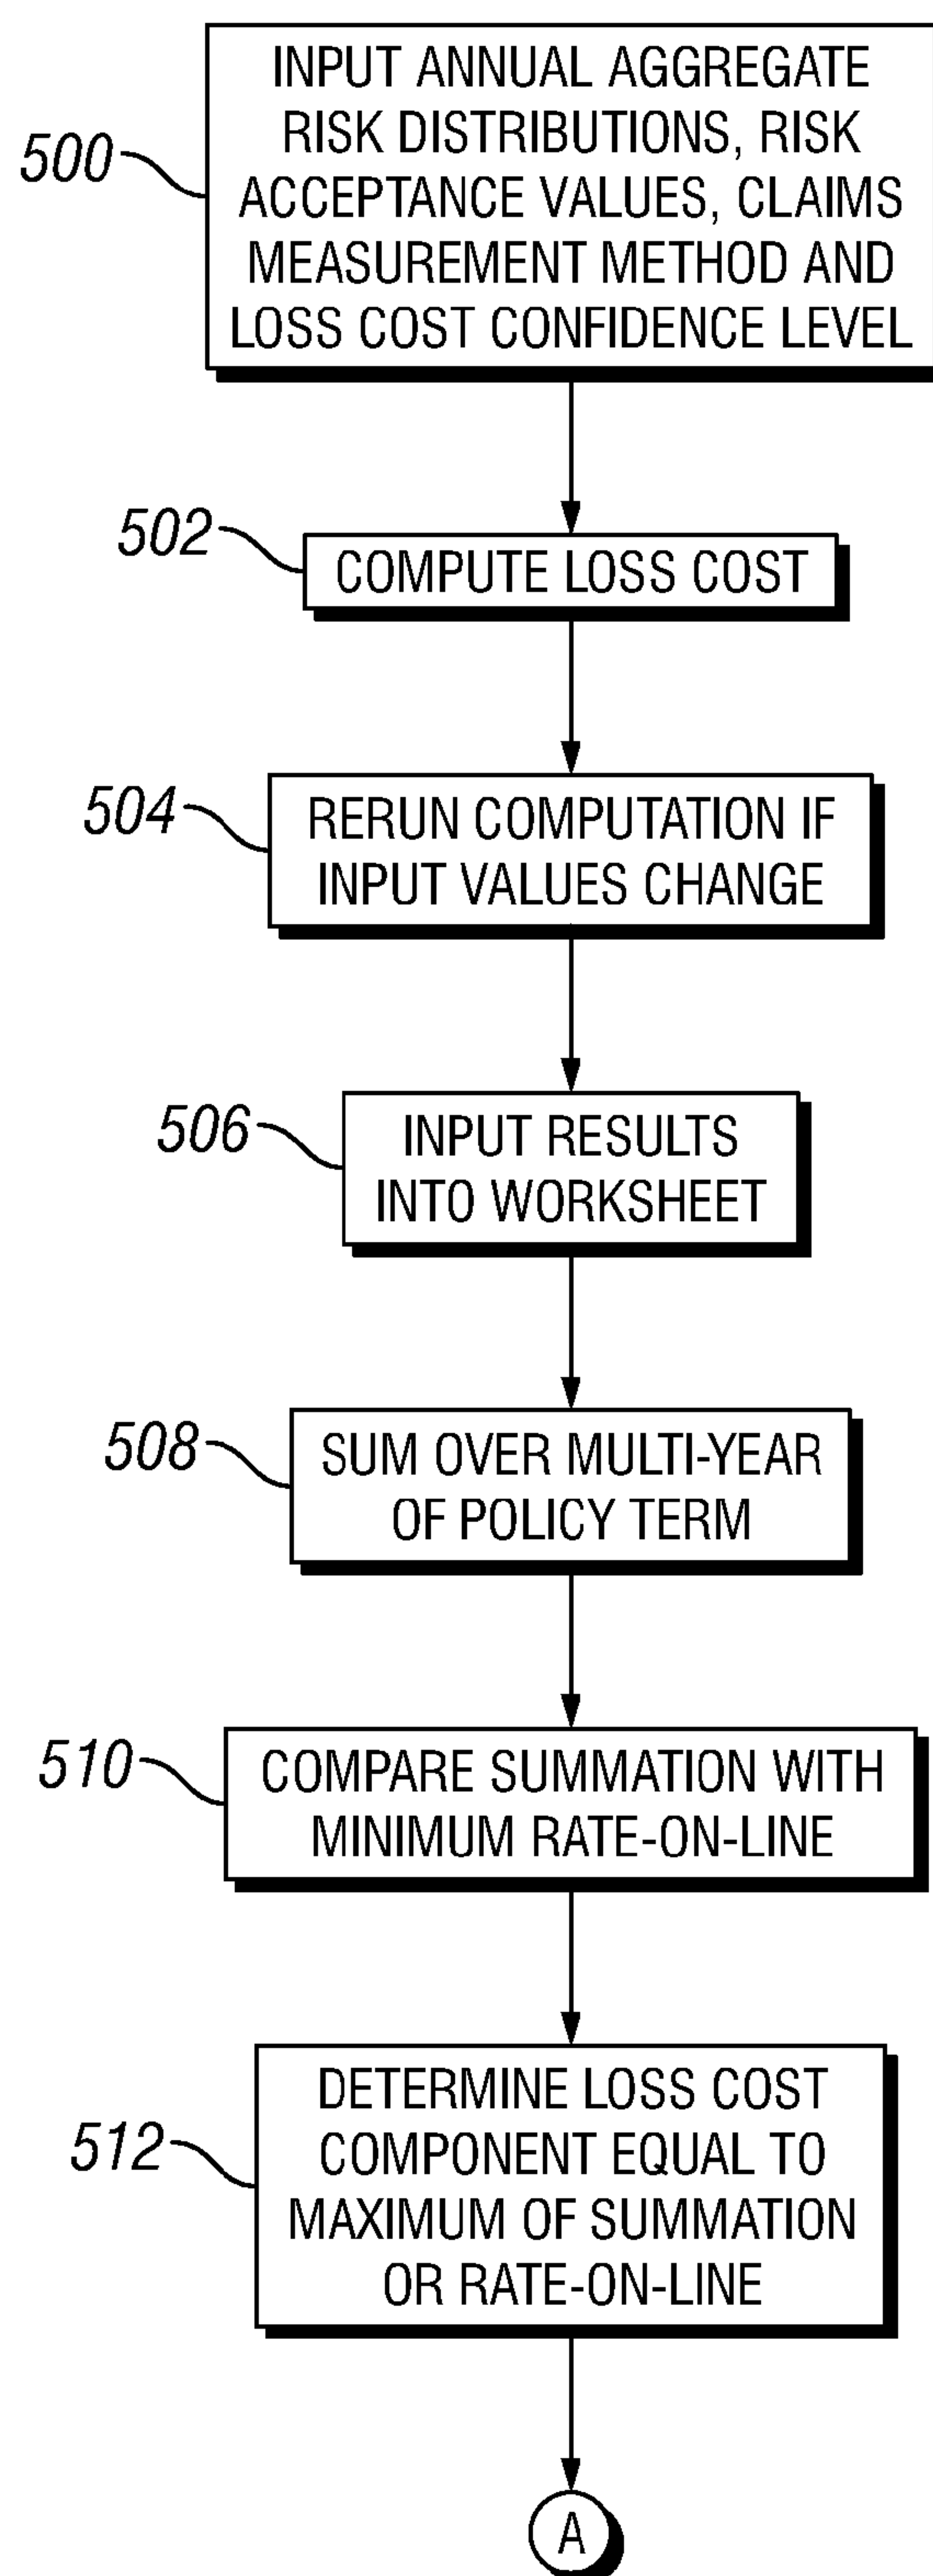 500
INPUT ANNUAL AGGREGATE
RISK DISTRIBUTIONS, RISK
ACCEPTANCE VALUES, CLAIMS
MEASUREMENT METHOD AND
LOSS COST CONFIDENCE LEVEL
502
COMPUTE LOSS COST
504
RERUN COMPUTATION IF
INPUT VALUES CHANGE
506
INPUT RESULTS
INTO WORKSHEET
508
SUM OVER MULTI-YEAR
OF POLICY TERM
510
COMPARE SUMMATION WITH
MINIMUM RATE-ON-LINE
512
DETERMINE LOSS COST
COMPONENT EQUAL TO
MAXIMUM OF SUMMATION
OR RATE-ON-LINE
A